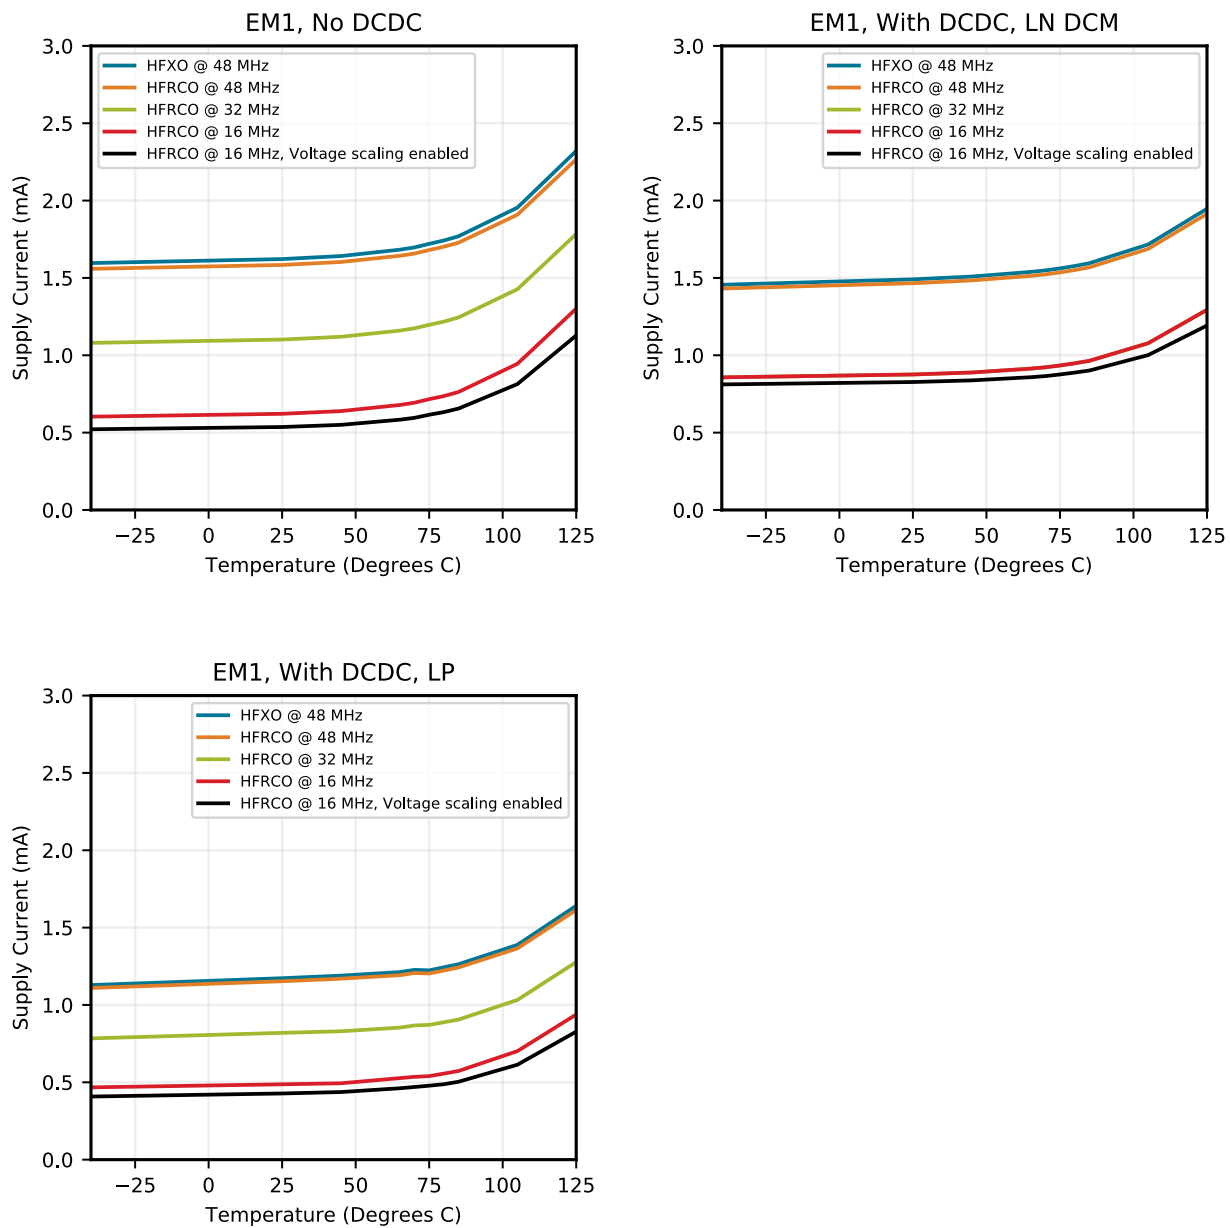 EM1, No DCDC
3.0
2.5
2.0
1.5
1.0
0.5
0.0
Supply Current (mA)
HFXO @ 48 MHz
HFRCO @ 48 MHz
HFRCO @ 32 MHz
HFRCO @ 16 MHz
HFRCO @ 16 MHz, Voltage scaling enabled
−25 0 25 50 75 100 125
Temperature (Degrees C)
EM1, With DCDC, LN DCM
3.0
2.5
2.0
1.5
1.0
0.5
0.0
Supply Current (mA)
HFXO @ 48 MHz
HFRCO @ 48 MHz
HFRCO @ 32 MHz
HFRCO @ 16 MHz
HFRCO @ 16 MHz, Voltage scaling enabled
−25 0 25 50 75 100 125
Temperature (Degrees C)
EM1, With DCDC, LP
3.0
2.5
2.0
1.5
1.0
0.5
0.0
Supply Current (mA)
HFXO @ 48 MHz
HFRCO @ 48 MHz
HFRCO @ 32 MHz
HFRCO @ 16 MHz
HFRCO @ 16 MHz, Voltage scaling enabled
−25 0 25 50 75 100 125
Temperature (Degrees C)